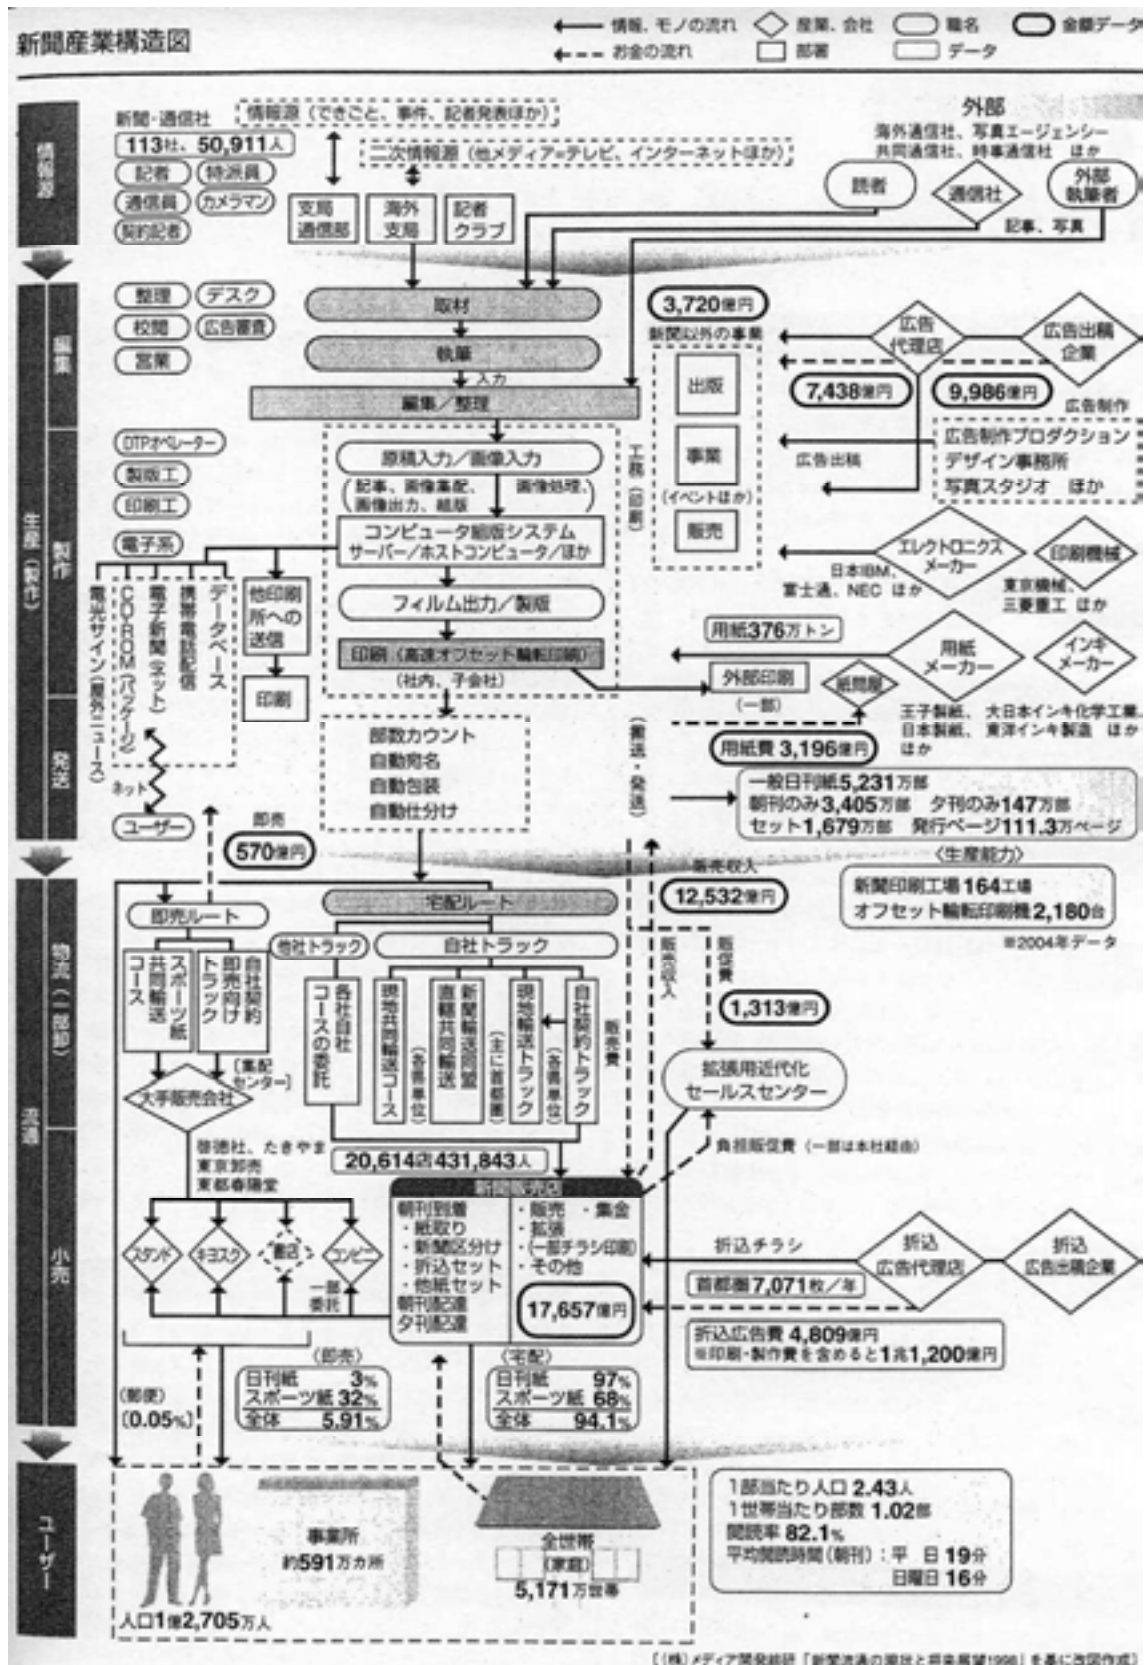 新聞産業構造図
情報、モノの流れ
産業、会社
職名
金額データ
お金の流れ
部署
データ
情報源
新聞・通信社
113社、50,911人
記者
特派員
通信員
カメラマン
契約記者
情報源（できごと、事件、記者発表ほか）
二次情報源（他メディア=テレビ、インターネットほか）
支局
通信部
海外
支局
記者
クラブ
外部
海外通信社、写真エージェンシー
共同通信社、時事通信社 ほか
読者
通信社
外部
執筆者
記事、写真
生産（製作）
編集
整理
デスク
校閲
広告審査
営業
取材
執筆
入力
編集／整理
3,720億円
新聞以外の事業
出版
事業
（イベントほか）
販売
広告
代理店
広告出稿
企業
7,438億円
9,986億円
広告制作
広告制作プロダクション
デザイン事務所
写真スタジオ ほか
広告出稿
製作
DTPオペレーター
製版工
印刷工
電子系
工務（印刷）
原稿入力／画像入力
記事、画像集配、 画像処理、
画像出力、組版
コンピュータ組版システム
サーバー／ホストコンピュータ／ほか
フィルム出力／製版
印刷（高速オフセット輪転印刷）
（社内、子会社）
エレクトロニクス
メーカー
日本IBM、
富士通、NEC ほか
印刷機械
東京機械、
三菱重工 ほか
用紙376万トン
用紙
メーカー
インキ
メーカー
外部印刷
（一部）
紙問屋
王子製紙、 大日本インキ化学工業、
日本製紙、 東洋インキ製造 ほか
ほか
用紙費 3,196億円
データベース
携帯電話配信
電子新聞（ネット）
CD-ROM（パッケージ）
電光サイン（屋外ニュース）
他印刷
所への
送信
印刷
ネット
ユーザー
発送
部数カウント
自動宛名
自動包装
自動仕分け
（搬送・発送）
一般日刊紙5,231万部
朝刊のみ3,405万部 夕刊のみ147万部
セット1,679万部 発行ページ111.3万ページ
〈生産能力〉
新聞印刷工場 164工場
オフセット輪転印刷機2,180台
※2004年データ
即売
570億円
販売収入
12,532億円
流通
物流（一部卸）
即売ルート
宅配ルート
他社トラック
自社トラック
スポーツ紙
共同輸送
コース
自社契約
即売向け
トラック
［集配
センター］
大手販売会社
各社自社
コースの委託
現地共同輸送コース
（各県単位）
新聞輸送同盟
直轄共同輸送
（主に首都圏）
現地輸送トラック
（各県単位）
自社契約トラック
販売費
販売収入
販促費
1,313億円
拡張用近代化
セールスセンター
負担販促費（一部は本社経由）
啓徳社、たきやま
東京卸売
東都春陽堂
20,614店431,843人
小売
スタンド
キヨスク
書店
コンビニ
一部
委託
新聞販売店
朝刊到着
・紙取り
・新聞区分け
・折込セット
・他紙セット
朝刊配達
夕刊配達
・販売 ・集金
・拡張
・（一部チラシ印刷）
・その他
17,657億円
折込チラシ
首都圏7,071枚／年
折込
広告代理店
折込
広告出稿企業
折込広告費 4,809億円
※印刷・製作費を含めると1兆1,200億円
（郵便）
（0.05%）
〈即売〉
日刊紙 3%
スポーツ紙 32%
全体 5.91%
〈宅配〉
日刊紙 97%
スポーツ紙 68%
全体 94.1%
ユーザー
人口1億2,705万人
事業所
約591万カ所
全世帯
（家庭）
5,171万世帯
1部当たり人口 2.43人
1世帯当たり部数 1.02部
閲読率 82.1%
平均閲読時間（朝刊）：平 日 19分
日曜日 16分
［（株）メディア開発綜研「新聞流通の現状と将来展望1998」を基に改図作成］